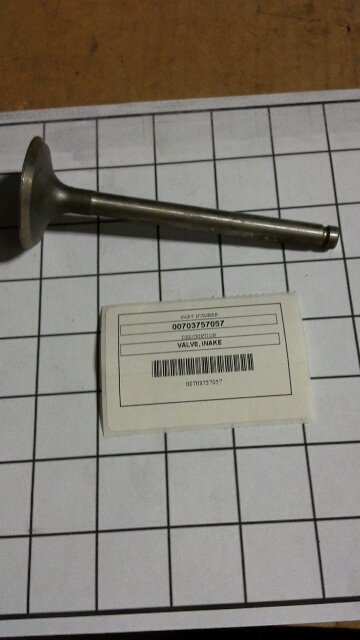 PART NUMBER
00703757057
DESCRIPTION
VALVE, INAKE
00703757057